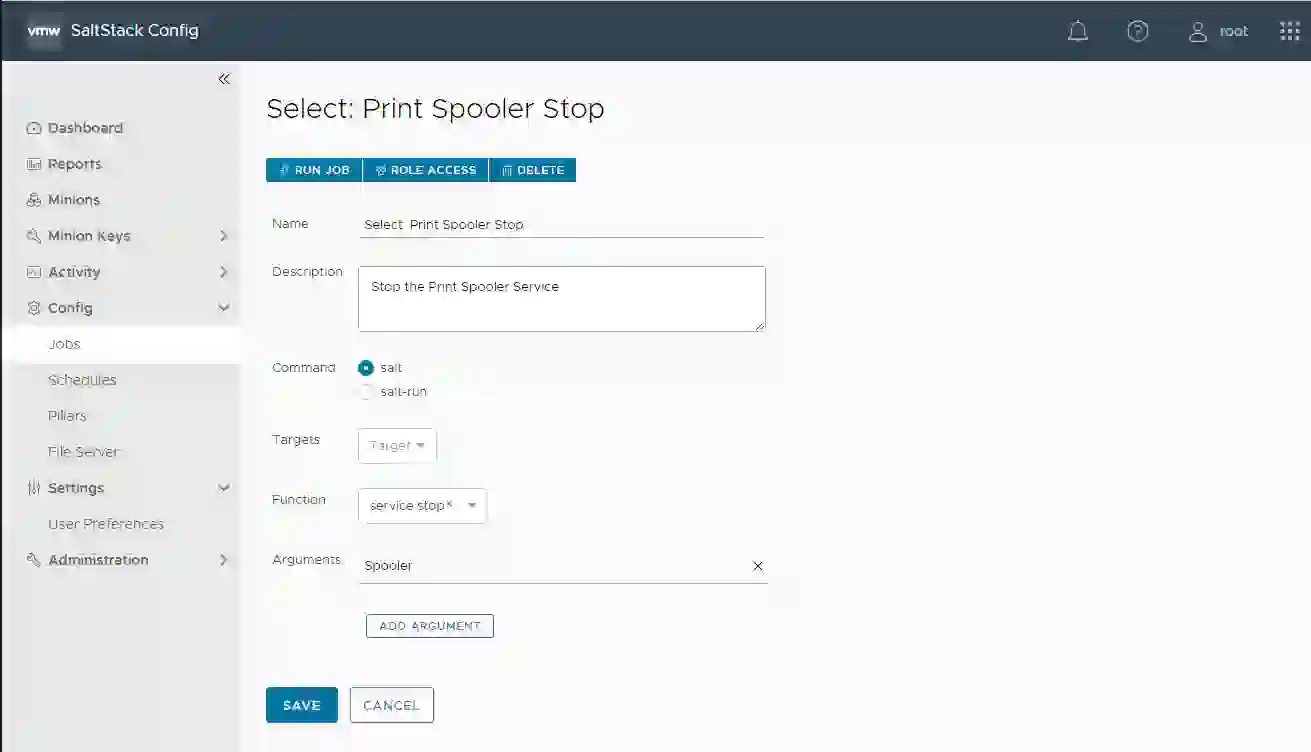 vmw SaltStack Config
root
Dashboard
Reports
Minions
Minion Keys
Activity
Config
Jobs
Schedules
Pillars
File Server
Settings
User Preferences
Administration
Select: Print Spooler Stop
RUN JOB ROLE ACCESS DELETE
Name Select Print Spooler Stop
Description Stop the Print Spooler Service
Command salt
salt-run
Targets Target
Function service stop*
Arguments Spooler
ADD ARGUMENT
SAVE CANCEL